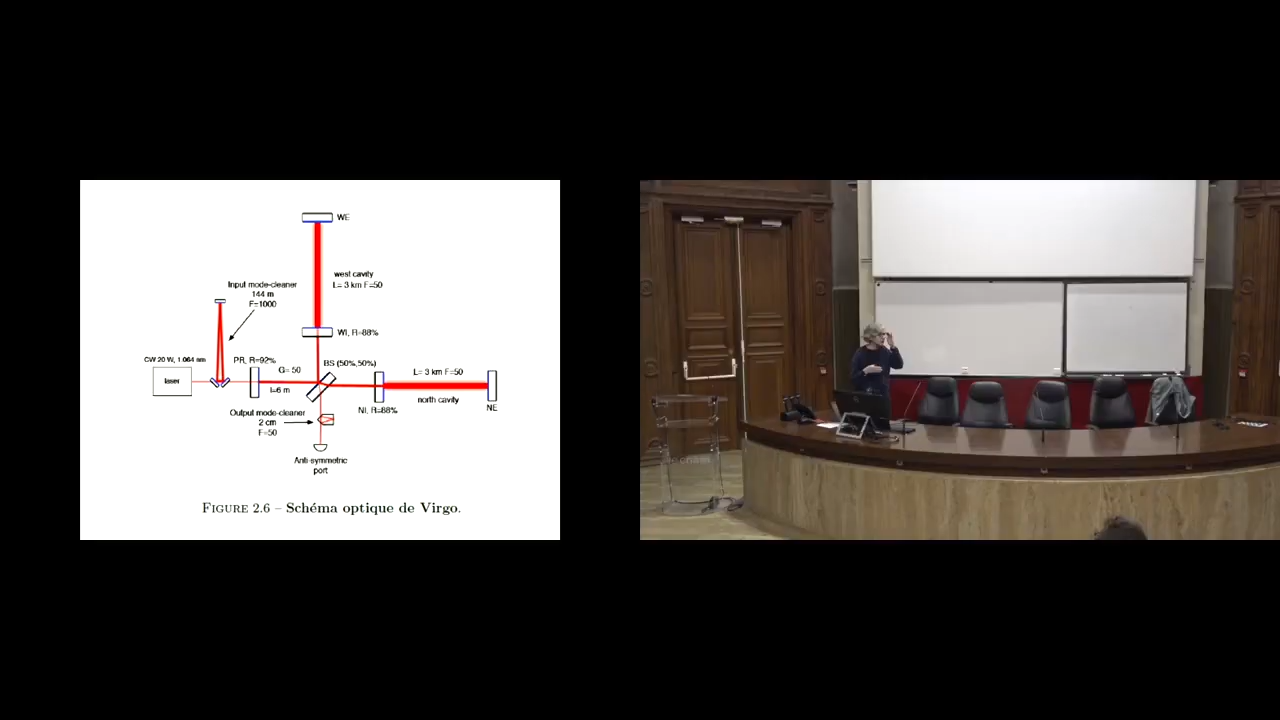 WE
west cavity
L= 3 km F=50
Input mode-cleaner
144 m
F=1000
WI, R=88%
CW 20 W, 1.064 nm
laser
PR, R=92%
G= 50
l=6 m
BS (50%,50%)
L= 3 km F=50
north cavity
NI, R=88%
NE
Output mode-cleaner
2 cm
F=50
Anti-symmetric
port
FIGURE 2.6 – Schéma optique de Virgo.